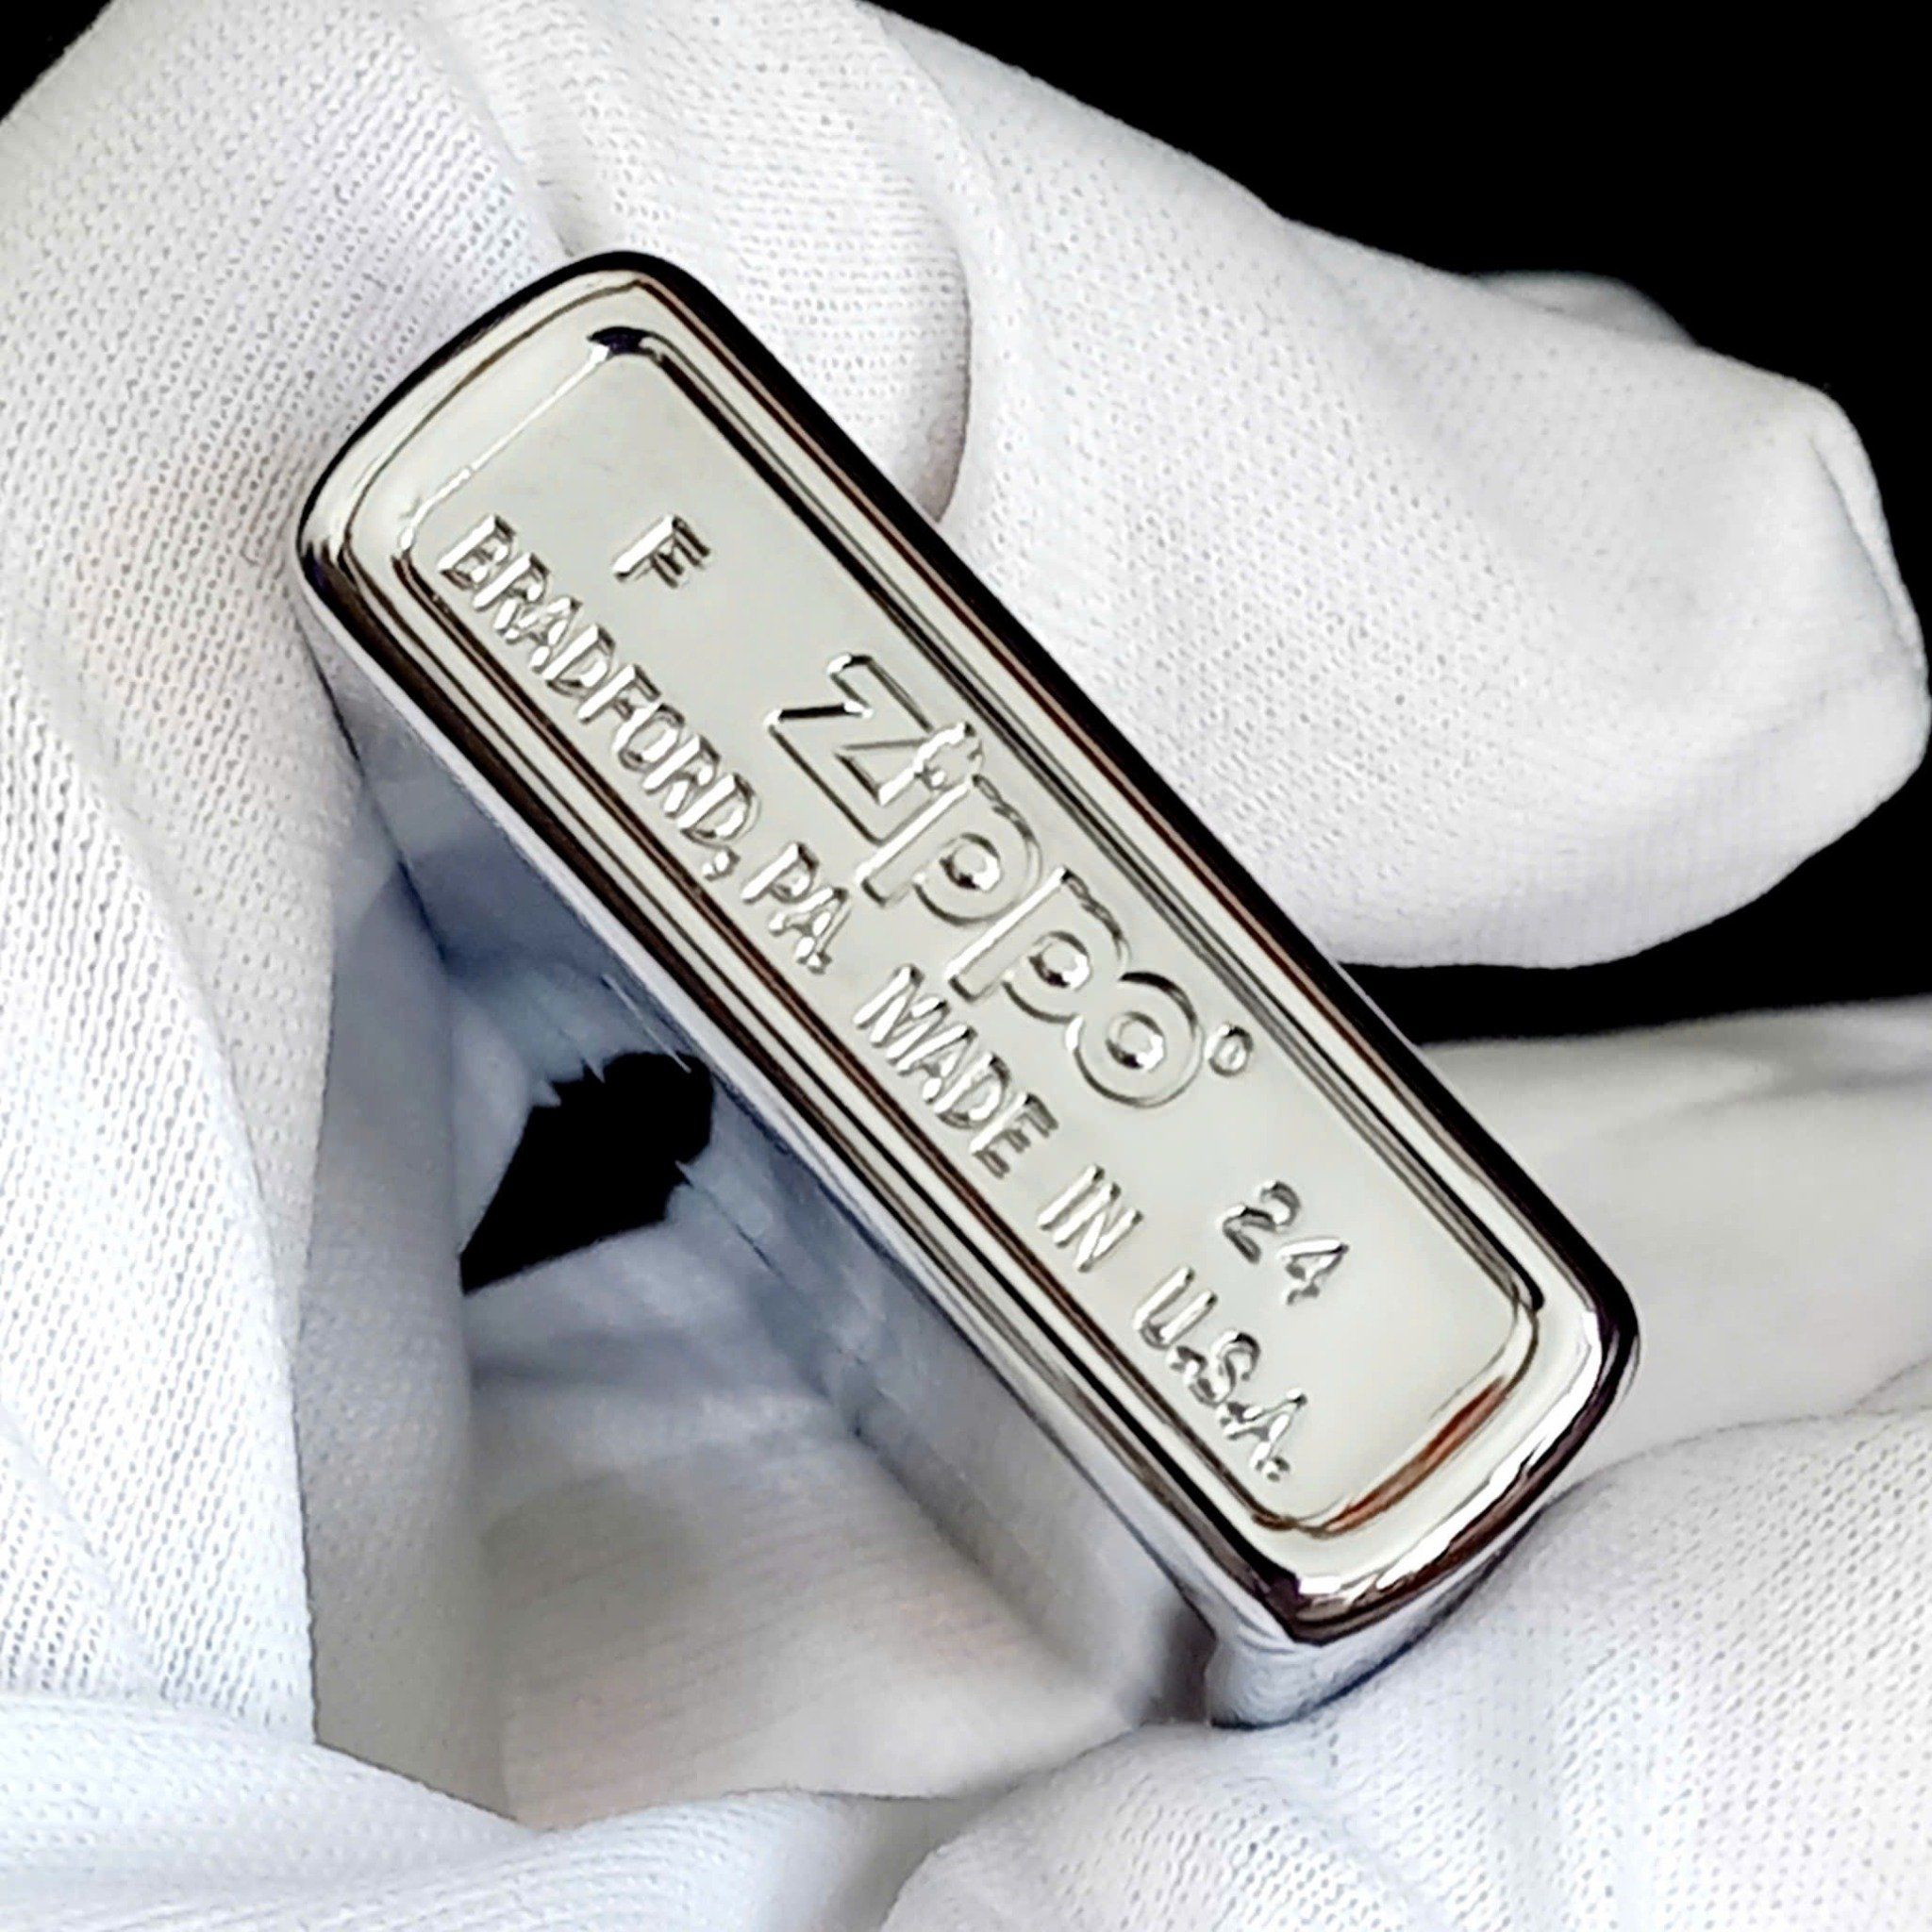 F Zippo® 24
BRADFORD, PA. MADE IN U.S.A.